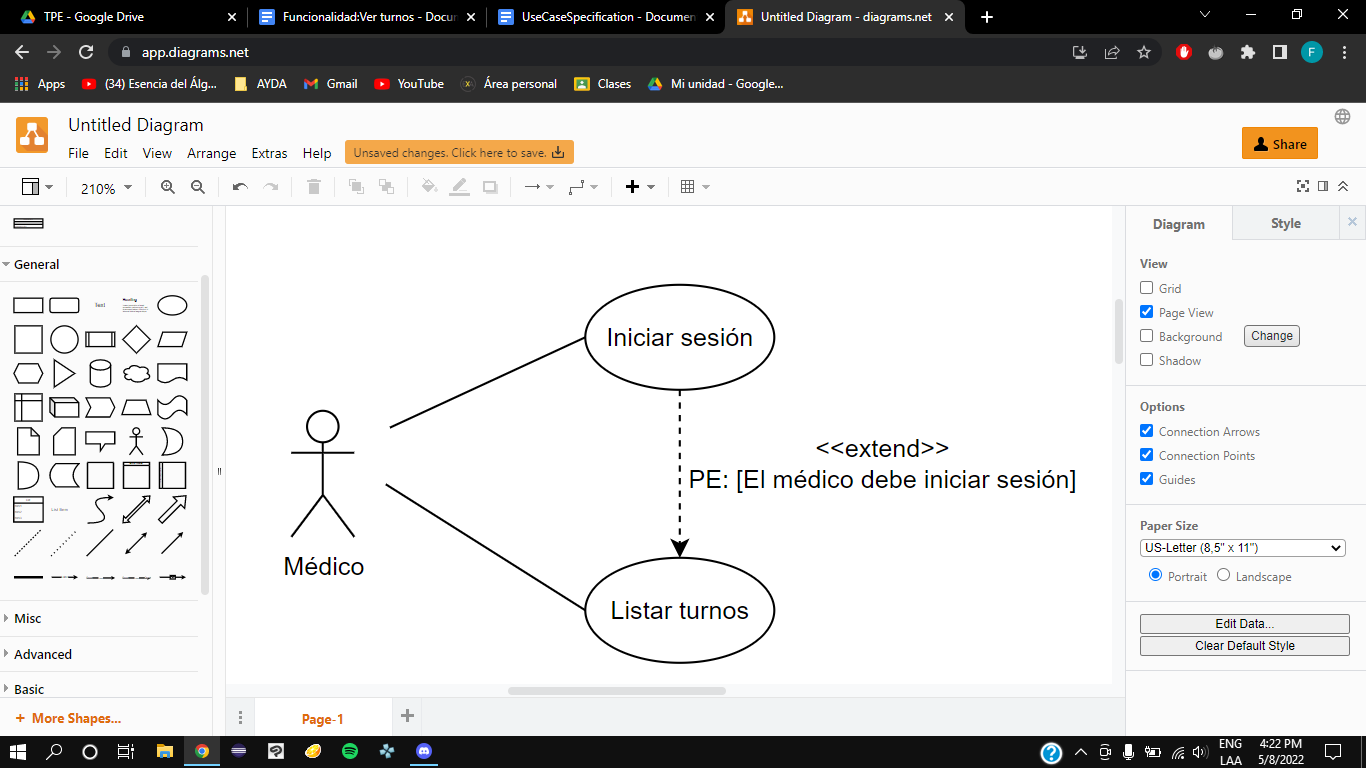 TPE - Google Drive
Funcionalidad:Ver turnos - Docun
UseCaseSpecification - Documen
Untitled Diagram - diagrams.net
app.diagrams.net
F
Apps
(34) Esencia del Álg...
AYDA
Gmail
YouTube
Área personal
Clases
Mi unidad - Google...
Untitled Diagram
File Edit View Arrange Extras Help
Unsaved changes. Click here to save.
Share
210%
General
Text
Heading
Misc
Advanced
Basic
+ More Shapes...
Iniciar sesión
<<extend>>
PE: [El médico debe iniciar sesión]
Médico
Listar turnos
Page-1
Diagram
Style
View
Grid
Page View
Background
Change
Shadow
Options
Connection Arrows
Connection Points
Guides
Paper Size
US-Letter (8,5" x 11")
Portrait
Landscape
Edit Data...
Clear Default Style
ENG
LAA
4:22 PM
5/8/2022